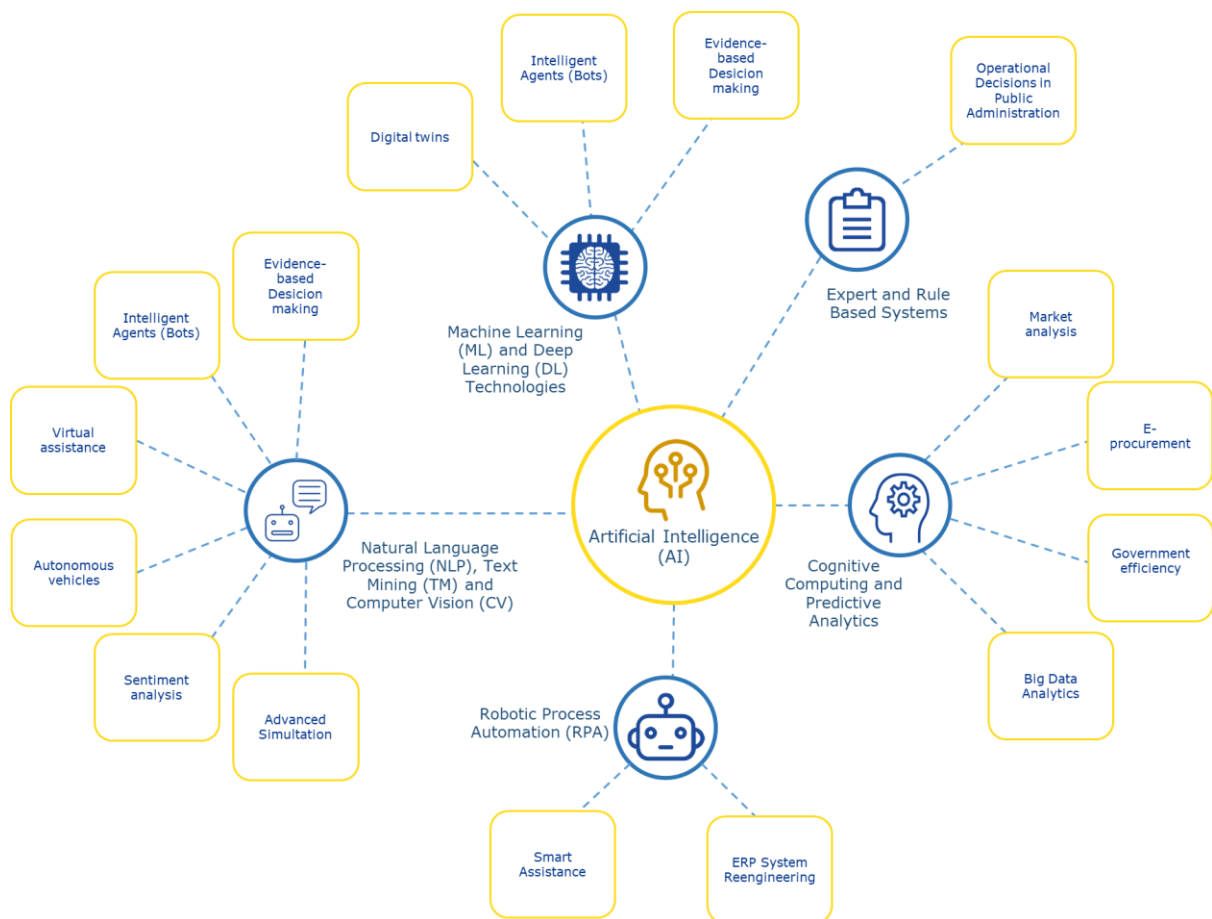 Intelligent
Agents (Bots)
Evidence-
based
Desicion
making
Operational
Decisions in
Public
Administration
Digital twins
Evidence-
based
Desicion
making
Intelligent
Agents (Bots)
Machine Learning
(ML) and Deep
Learning (DL)
Technologies
Expert and Rule
Based Systems
Market
analysis
Virtual
assistance
E-
procurement
Artificial Intelligence
(AI)
Autonomous
vehicles
Natural Language
Processing (NLP), Text
Mining (TM) and
Computer Vision (CV)
Cognitive
Computing and
Predictive
Analytics
Government
efficiency
Sentiment
analysis
Advanced
Simultation
Big Data
Analytics
Robotic Process
Automation (RPA)
Smart
Assistance
ERP System
Reengineering